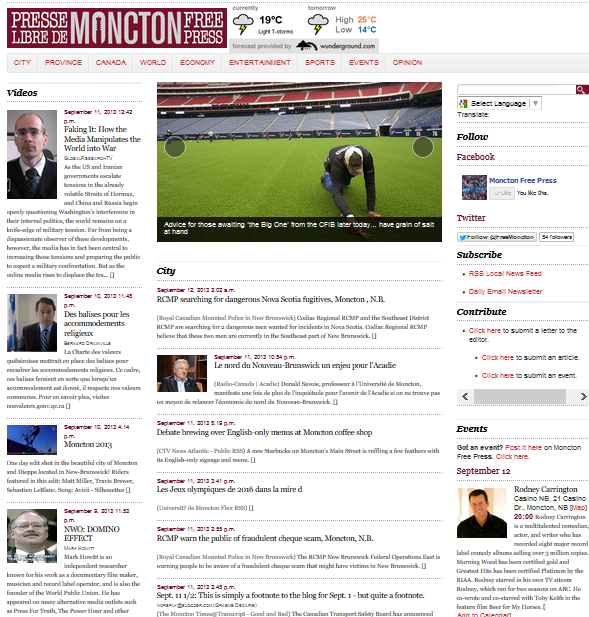 PRESSE LIBRE DE MONCTON FREE PRESS
currently
19°C
Light T-storms
tomorrow
High 25°C
Low 14°C
forecast provided by wunderground.com
CITY PROVINCE CANADA WORLD ECONOMY ENTERTAINMENT SPORTS EVENTS OPINION
Videos
September 11, 2013 12:42
p.m.
Faking It: How the
Media Manipulates the
World into War
GlobalResearchTV
As the US and Iranian
governments escalate
tensions in the already
volatile Straits of Hormuz,
and China and Russia begin
openly questioning Washington's interference in
their internal politics, the world remains on a
knife-edge of military tension. Far from being a
dispassionate observer of these developments,
however, the media has in fact been central to
increasing those tensions and preparing the public
to expect a military confrontation. But as the
online media rises to displace the tra... []
September 10, 2013 11:45
p.m.
Des balises pour les
accommodements
religieux
Bernard Drainville
La Charte des valeurs
québécoises mettrait en place des balises pour
encadrer les accommodements religieux. Ce cadre,
ces balises feraient en sorte que lorsqu'un
accommodement est donné, il respecte nos valeurs
communes. Pour en savoir plus, visitez
nosvaleurs.gouv.qc.ca []
September 10, 2013 4:14
p.m.
Moncton 2013
One day edit shot in the beautiful city of Moncton
and Dieppe located in New-Brunswick! Riders
featured in this edit: Matt Miller, Travis Brewer,
Sebastien LeBlanc. Song: Avicii - Silhouettes []
September 9, 2013 11:53
p.m.
NWO: DOMINO
EFFECT
Mark Howitt
Mark Howitt is an
independent researcher
known for his work as a documentary film maker,
musician and record label operator, and is also the
founder of the World Public Union. He has
appeared on many alternative media outlets such
as Press For Truth, The Power Hour and other
Advice for those awaiting 'the Big One' from the CFIB later today... have grain of salt
at hand
City
September 12, 2013 2:02 a.m.
RCMP searching for dangerous Nova Scotia fugitives, Moncton , N.B.
(Royal Canadian Mounted Police in New Brunswick) Codiac Regional RCMP and the Southeast District
RCMP are searching for 2 dangerous men wanted for incidents in Nova Scotia. Codiac Regional RCMP
believe that these two men are currently in the Southeast part of New Brunswick. []
September 11, 2013 10:54 p.m.
Le nord du Nouveau-Brunswick un enjeu pour l'Acadie
(Radio-Canada | Acadie) Donald Savoie, professeur à l'Université de Moncton,
manifeste une fois de plus de l'inquiétude pour l'avenir de l'Acadie si on ne trouve pas
un moyen de relancer l'économie du nord du Nouveau-Brunswick. []
September 11, 2013 6:19 p.m.
Debate brewing over English-only menus at Moncton coffee shop
(CTV News Atlantic - Public RSS) A new Starbucks on Moncton's Main Street is ruffling a few feathers with
its English-only signage and menu. []
September 11, 2013 3:41 p.m.
Les Jeux olympiques de 2016 dans la mire d
(Universit? de Moncton Flux RSS) []
September 11, 2013 2:55 p.m.
RCMP warn the public of fraudulent cheque scam, Moncton, N.B.
(Royal Canadian Mounted Police in New Brunswick) The RCMP New Brunswick Federal Operations East is
warning people to be aware of a fraudulent cheque scam that might have victims in New Brunswick. []
September 11, 2013 2:45 p.m.
Sept. 11 1/2: This is simply a footnote to the blog for Sept. 1 - but quite a footnote.
noreply@blogger.com (Graeme Decarie)
(The Moncton Times@Transcript - Good and Bad) The Canadian Transport Safety Board has announced
Select Language
Translate:
Follow
Facebook
Moncton Free Press
Like You like this.
Twitter
Follow @FreeMoncton 54 followers
Subscribe
RSS Local News Feed
Daily Email Newsletter
Contribute
Click here to submit a letter to the
editor.
Click here to submit an article.
Click here to submit an event.
Events
Got an event? Post it here on Moncton
Free Press. Click here.
September 12
Rodney Carrington
Casino NB, 21 Casino
Dr., Moncton, NB [Map]
20:00 Rodney Carrington
is a multitalented comedian,
actor, and writer who has
recorded eight major record
label comedy albums selling over 3 million copies.
Morning Wood has been certified Gold and
Greatest Hits has been certified Platinum by the
RIAA. Rodney starred in his own TV sitcom
Rodney, which ran for two seasons on ABC. He
co-wrote and co-starred with Toby Keith in the
feature film Beer for My Horses. [
Add to Calendar]